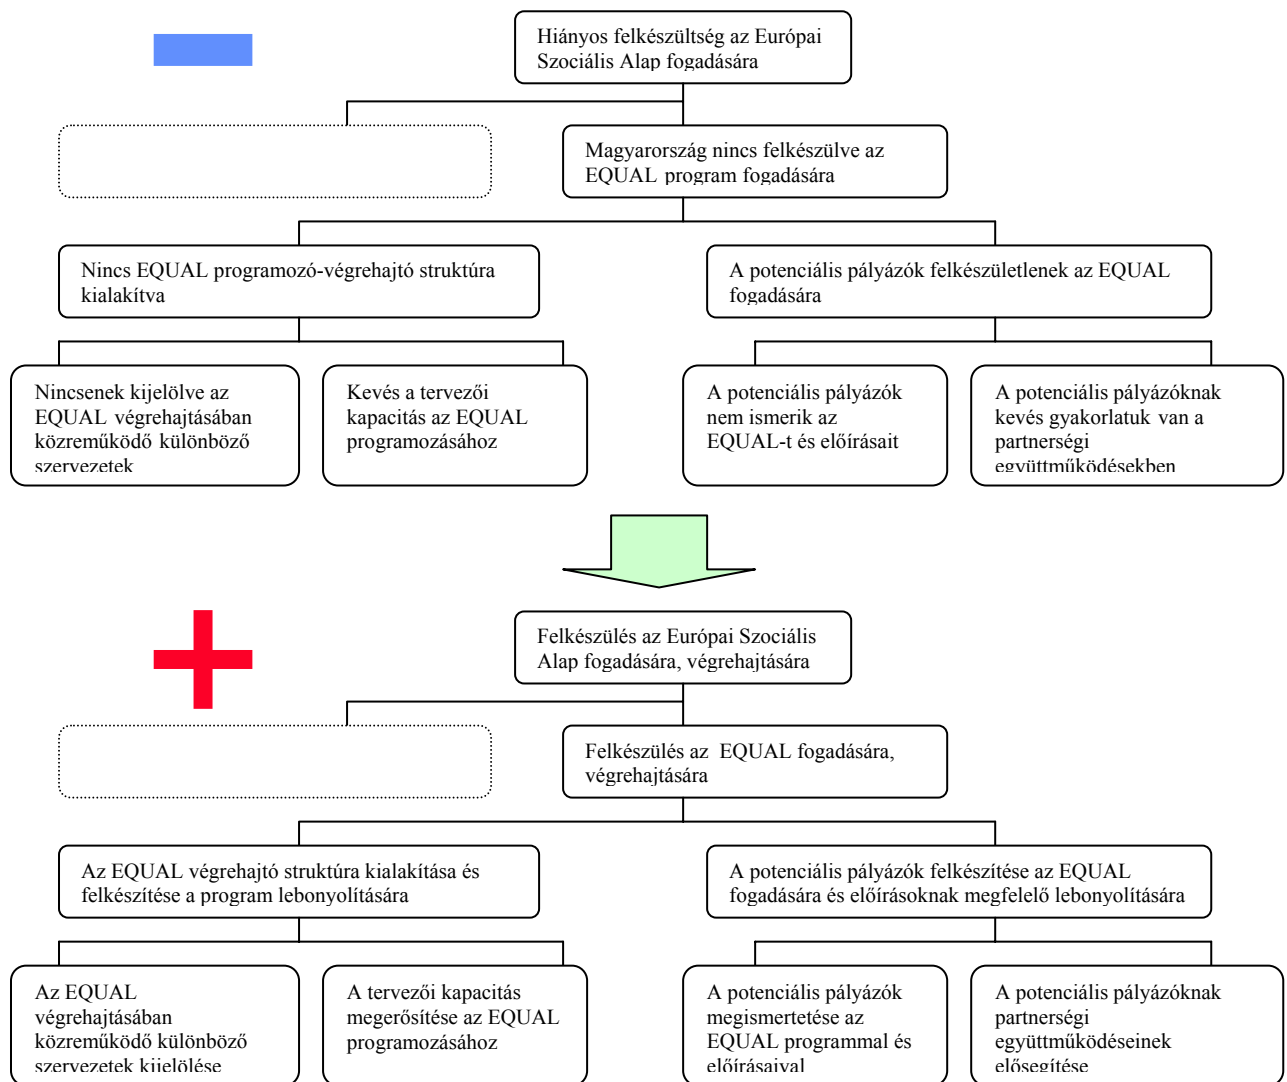 Hiányos felkészültség az Európai
Szociális Alap fogadására
Magyarország nincs felkészülve az
EQUAL program fogadására
Nincs EQUAL programozó-végrehajtó struktúra
kialakítva
A potenciális pályázók felkészületlenek az EQUAL
fogadására
Nincsenek kijelölve az
EQUAL végrehajtásában
közreműködő különböző
szervezetek
Kevés a tervezői
kapacitás az EQUAL
programozásához
A potenciális pályázók
nem ismerik az
EQUAL-t és előírásait
A potenciális pályázóknak
kevés gyakorlatuk van a
partnerségi
együttműködésekben
Felkészülés az Európai Szociális
Alap fogadására, végrehajtására
Felkészülés az EQUAL fogadására,
végrehajtására
Az EQUAL végrehajtó struktúra kialakítása és
felkészítése a program lebonyolítására
A potenciális pályázók felkészítése az EQUAL
fogadására és előírásoknak megfelelő lebonyolítására
Az EQUAL
végrehajtásában
közreműködő különböző
szervezetek kijelölése
A tervezői kapacitás
megerősítése az EQUAL
programozásához
A potenciális pályázók
megismertetése az
EQUAL programmal és
előírásaival
A potenciális pályázóknak
partnerségi
együttműködéseinek
elősegítése